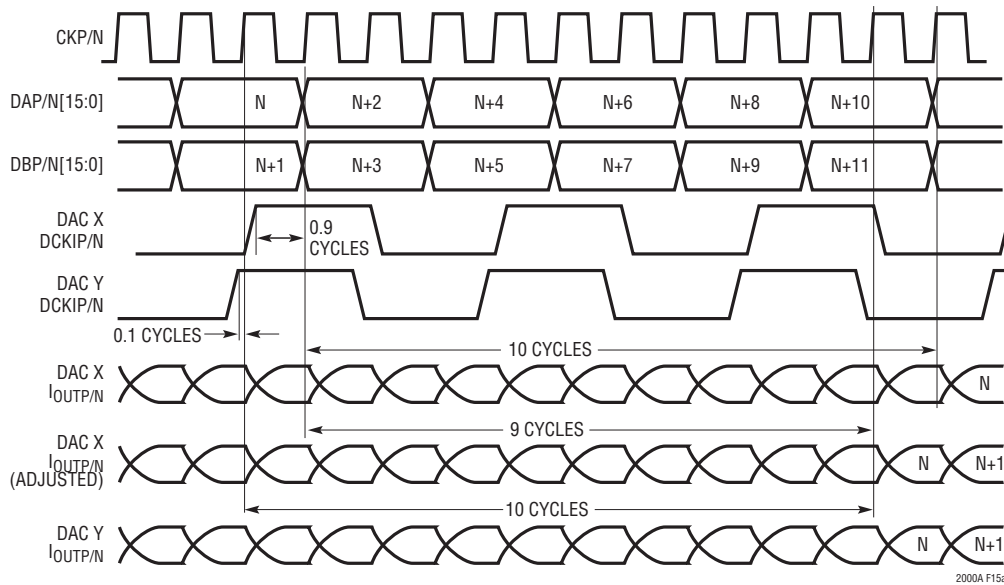 CKP/N
DAP/N[15:0]
N
N+2
N+4
N+6
N+8
N+10
DBP/N[15:0]
N+1
N+3
N+5
N+7
N+9
N+11
DAC X
DCKIP/N
0.9
CYCLES
DAC Y
DCKIP/N
0.1 CYCLES
10 CYCLES
DAC X
IOUTP/N
N
9 CYCLES
DAC X
IOUTP/N
(ADJUSTED)
N
N+1
10 CYCLES
DAC Y
IOUTP/N
N
N+1